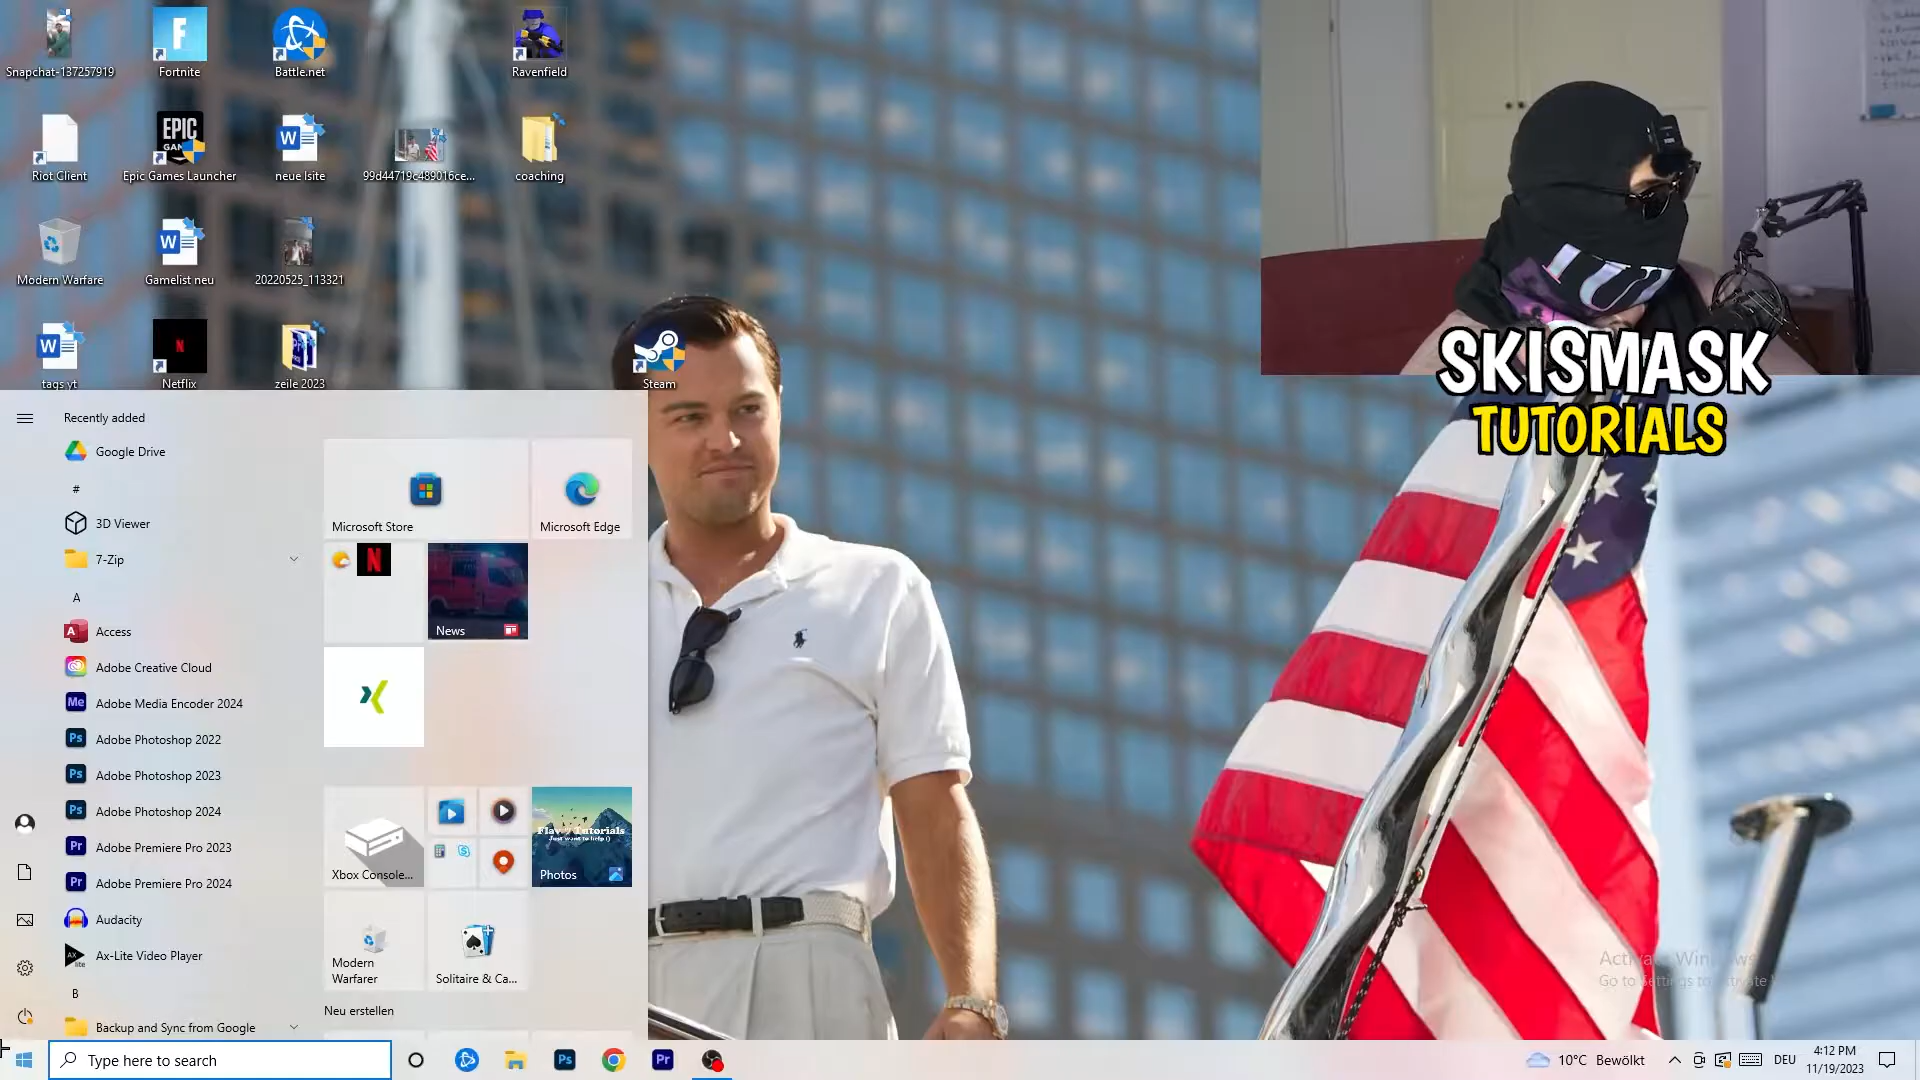 Snapchat-137257919
Fortnite
Battle.net
Ravenfield
Riot Client
EPIC
Epic Games Launcher
neue lsite
99d44719c489016ce...
coaching
Modern Warfare
Gamelist neu
20220525_113321
tags yt
Netflix
zeile 2023
Steam
SKISMASK
TUTORIALS
Recently added
Google Drive
#
3D Viewer
7-Zip
A
Access
Adobe Creative Cloud
Adobe Media Encoder 2024
Adobe Photoshop 2022
Adobe Photoshop 2023
Adobe Photoshop 2024
Adobe Premiere Pro 2023
Adobe Premiere Pro 2024
Audacity
Ax-Lite Video Player
B
Backup and Sync from Google
Microsoft Store
Microsoft Edge
News
Xbox Console...
Photos
Modern
Warfarer
Solitaire & Ca...
Neu erstellen
Type here to search
10°C Bewölkt
DEU
4:12 PM
11/19/2023